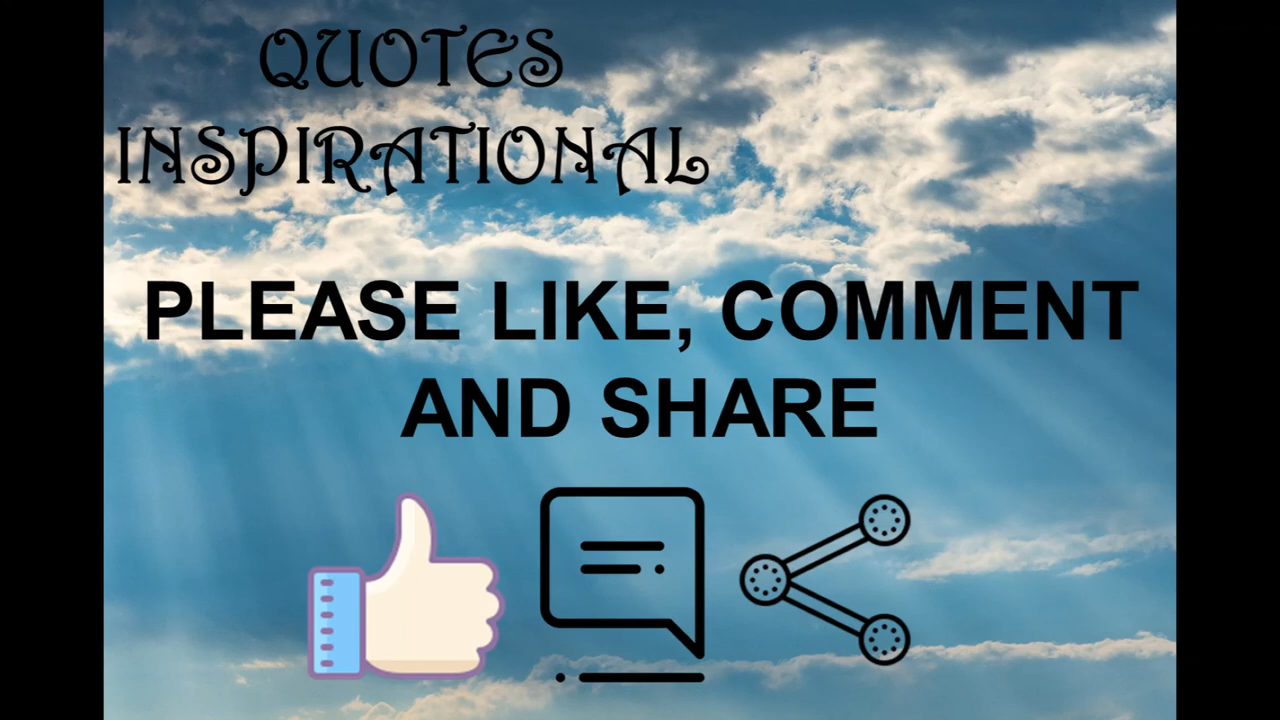 QUOTES
INSPIRATIONAL
PLEASE LIKE, COMMENT
AND SHARE